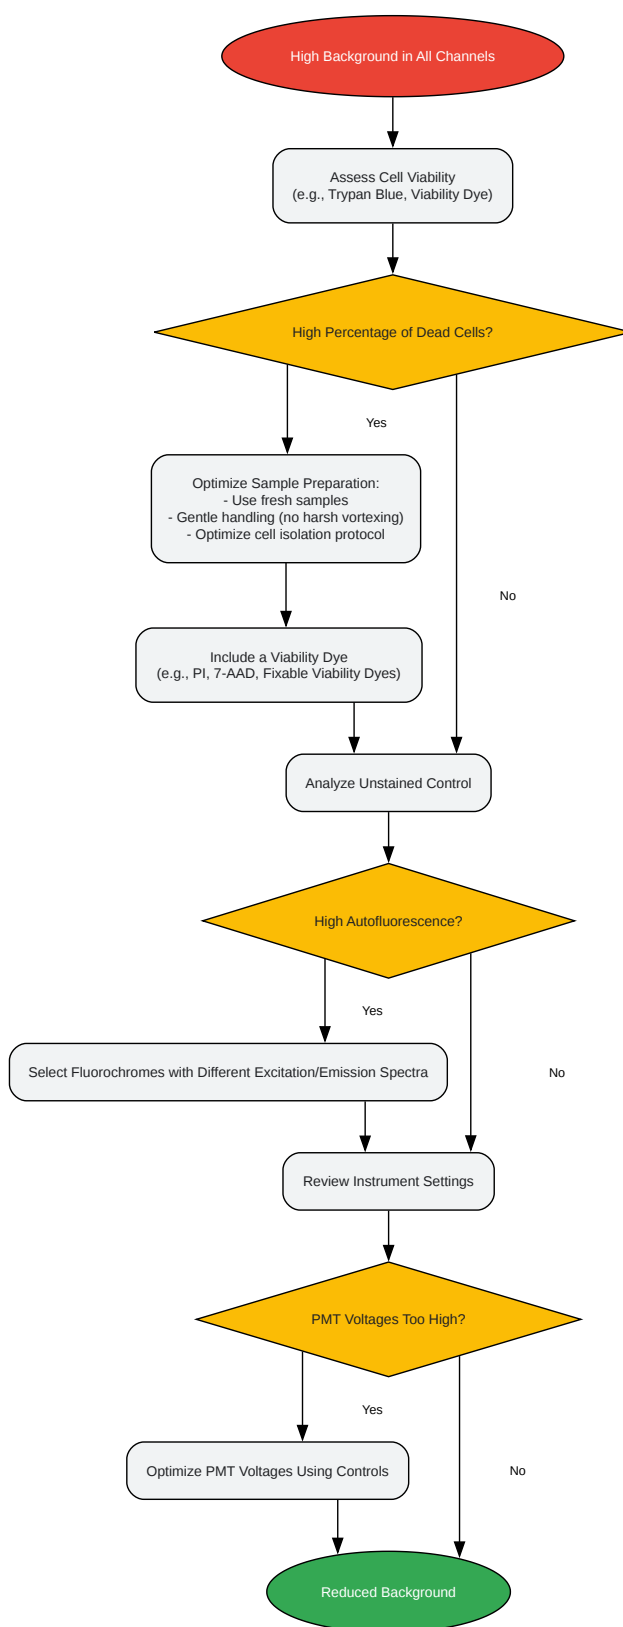 High Background in All Channels
Assess Cell Viability
(e.g., Trypan Blue, Viability Dye)
High Percentage of Dead Cells?
Yes
Optimize Sample Preparation:
- Use fresh samples
- Gentle handling (no harsh vortexing)
- Optimize cell isolation protocol
No
Include a Viability Dye
(e.g., PI, 7-AAD, Fixable Viability Dyes)
Analyze Unstained Control
High Autofluorescence?
Yes
Select Fluorochromes with Different Excitation/Emission Spectra
No
Review Instrument Settings
PMT Voltages Too High?
Yes
Optimize PMT Voltages Using Controls
No
Reduced Background